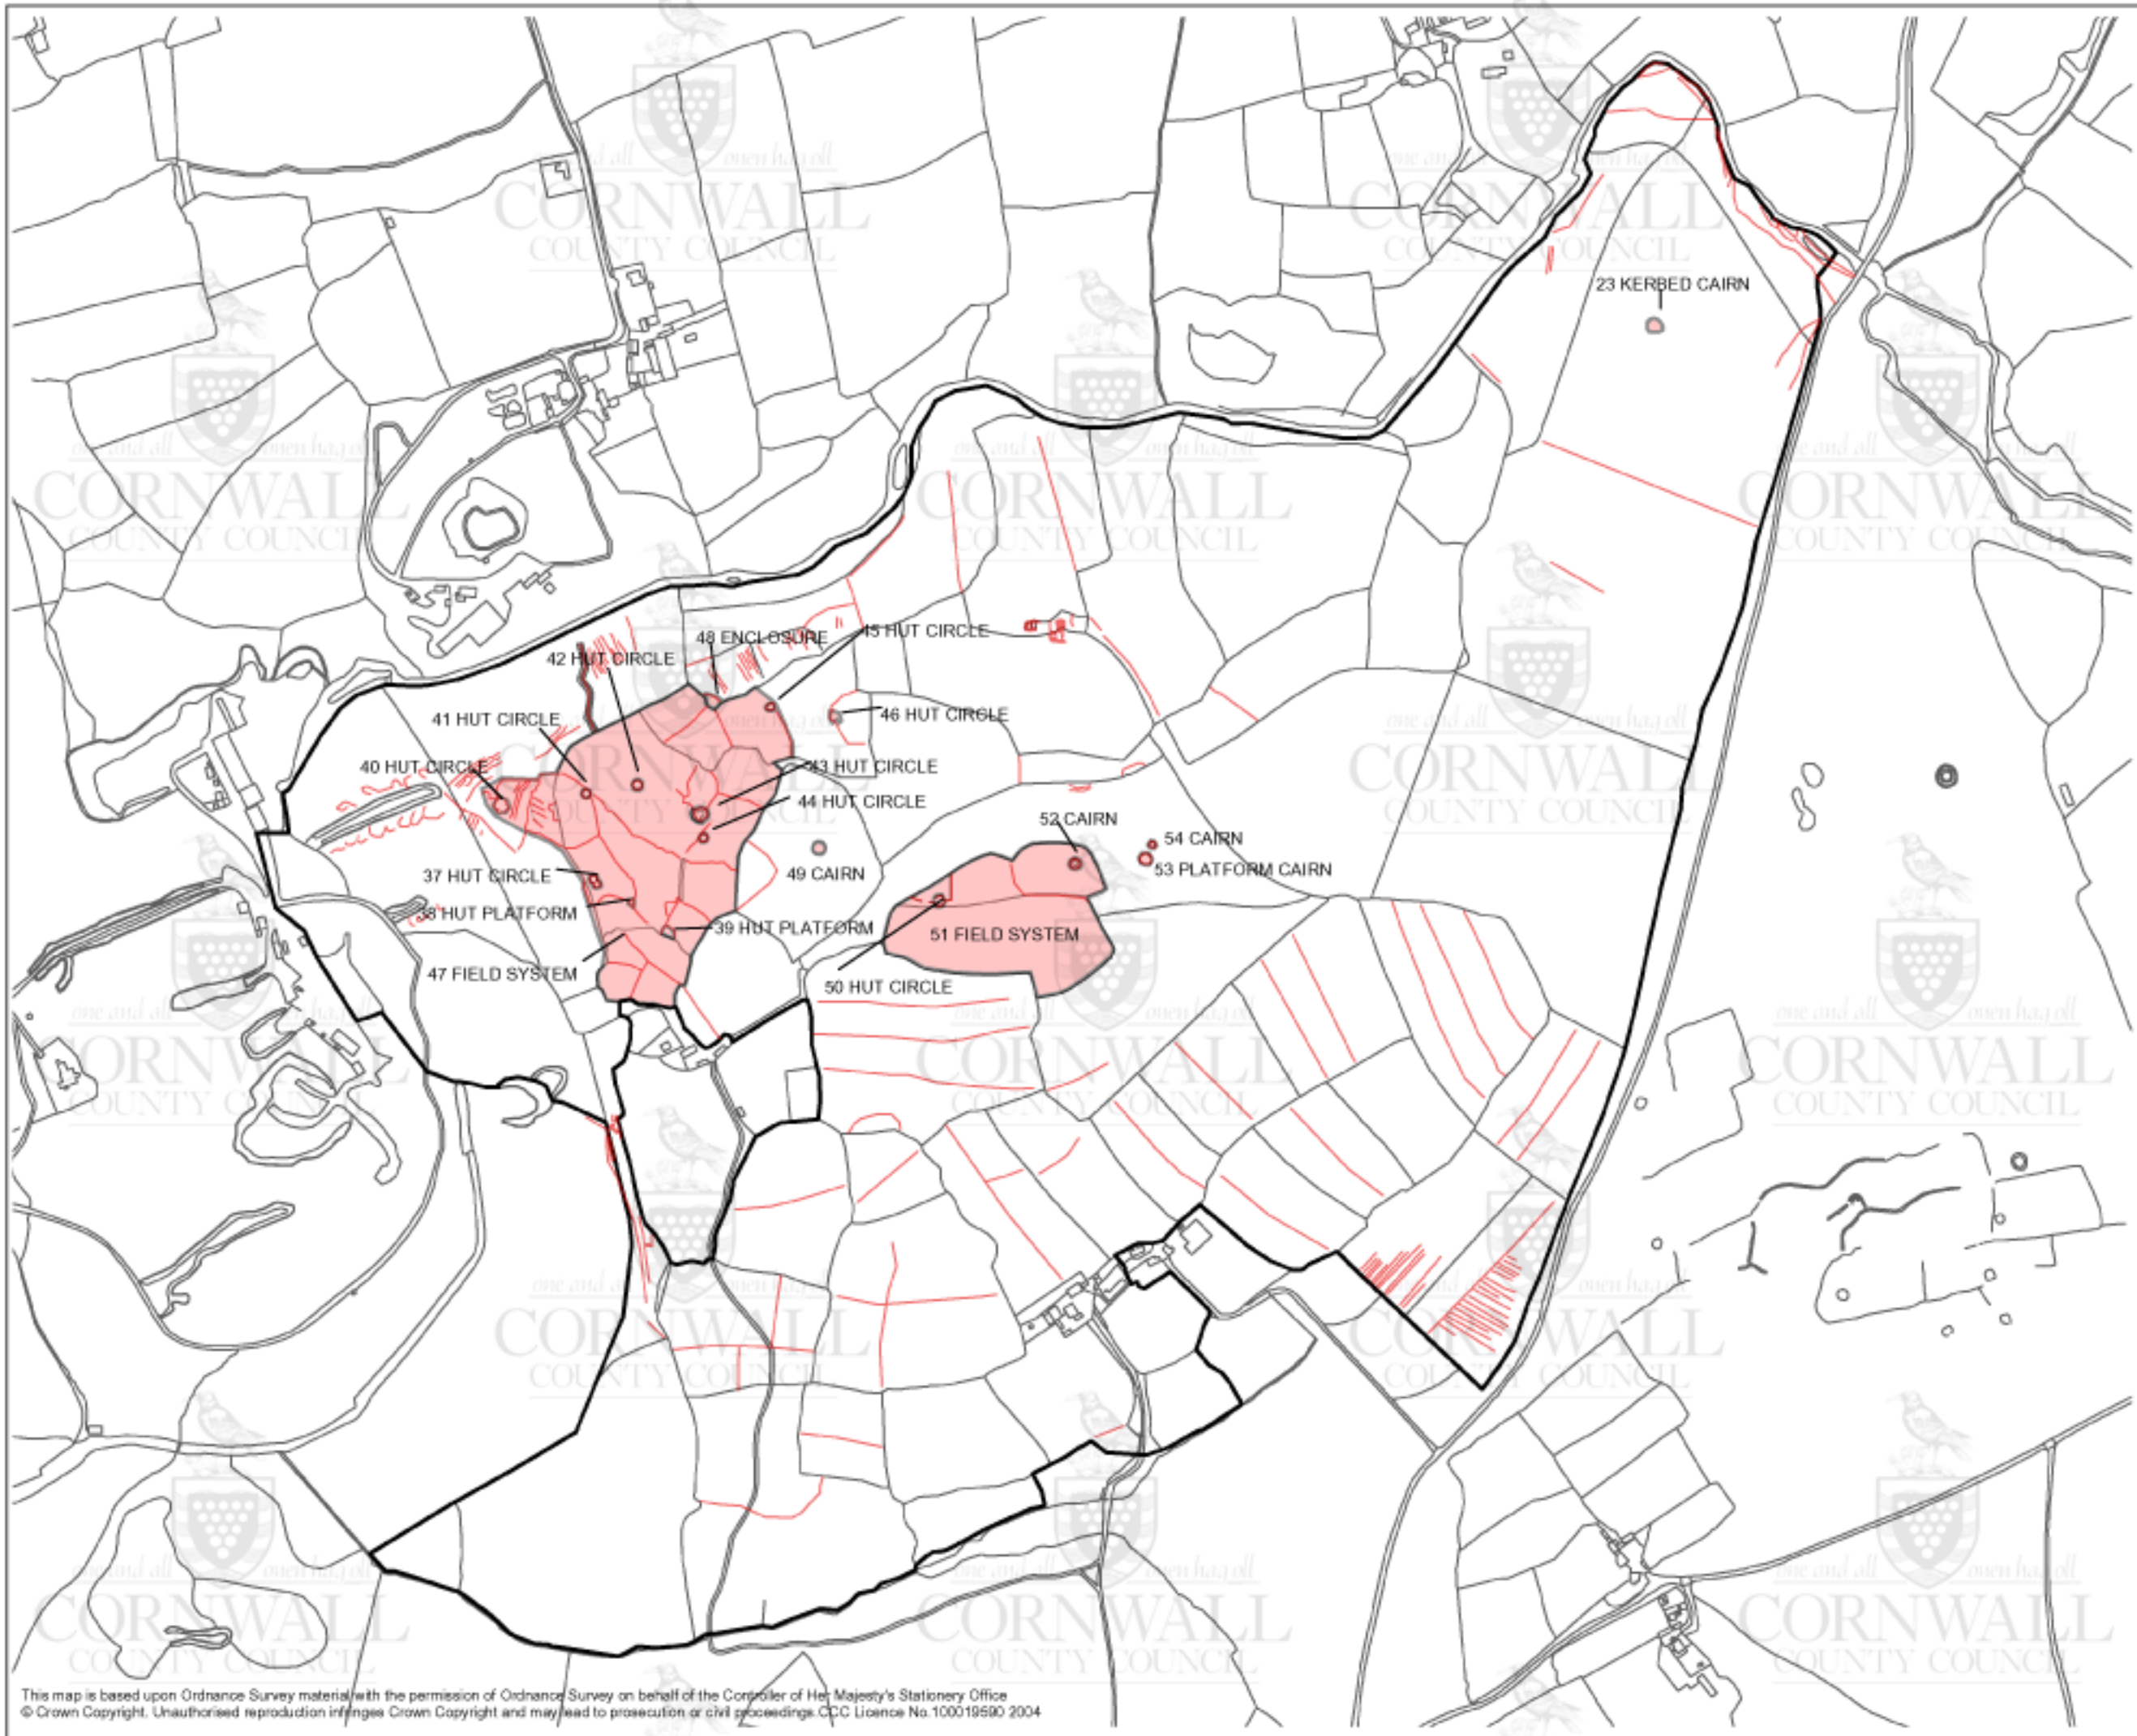 23 KERBED CAIRN
48 ENCLOSURE
45 HUT CIRCLE
42 HUT CIRCLE
41 HUT CIRCLE
46 HUT CIRCLE
40 HUT CIRCLE
43 HUT CIRCLE
44 HUT CIRCLE
52 CAIRN
54 CAIRN
49 CAIRN
53 PLATFORM CAIRN
37 HUT CIRCLE
38 HUT PLATFORM
39 HUT PLATFORM
51 FIELD SYSTEM
47 FIELD SYSTEM
50 HUT CIRCLE
one and all onen hag oll
CORNWALL
COUNTY COUNCIL
This map is based upon Ordnance Survey material with the permission of Ordnance Survey on behalf of the Controller of Her Majesty's Stationery Office
© Crown Copyright. Unauthorised reproduction infringes Crown Copyright and may lead to prosecution or civil proceedings.CCC Licence No.100019590 2004